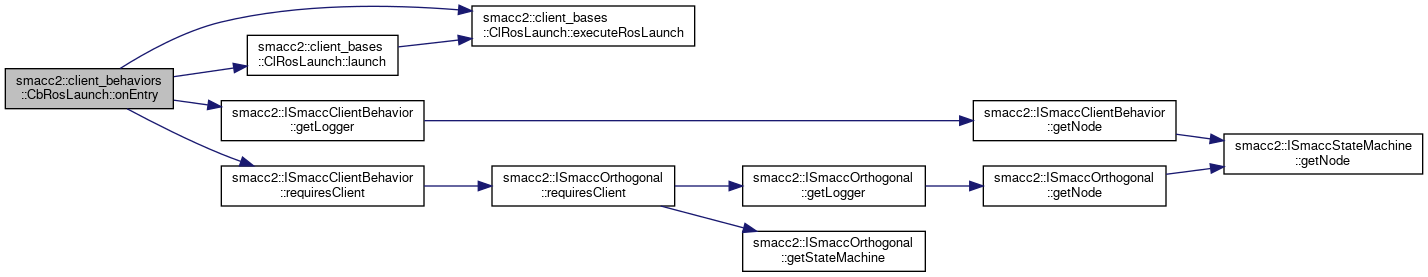 smacc2::client_bases
::ClRosLaunch::executeRosLaunch
smacc2::client_bases
::ClRosLaunch::launch
smacc2::client_behaviors
::CbRosLaunch::onEntry
smacc2::ISmaccClientBehavior
::getLogger
smacc2::ISmaccClientBehavior
::getNode
smacc2::ISmaccStateMachine
::getNode
smacc2::ISmaccClientBehavior
::requiresClient
smacc2::ISmaccOrthogonal
::requiresClient
smacc2::ISmaccOrthogonal
::getLogger
smacc2::ISmaccOrthogonal
::getNode
smacc2::ISmaccOrthogonal
::getStateMachine